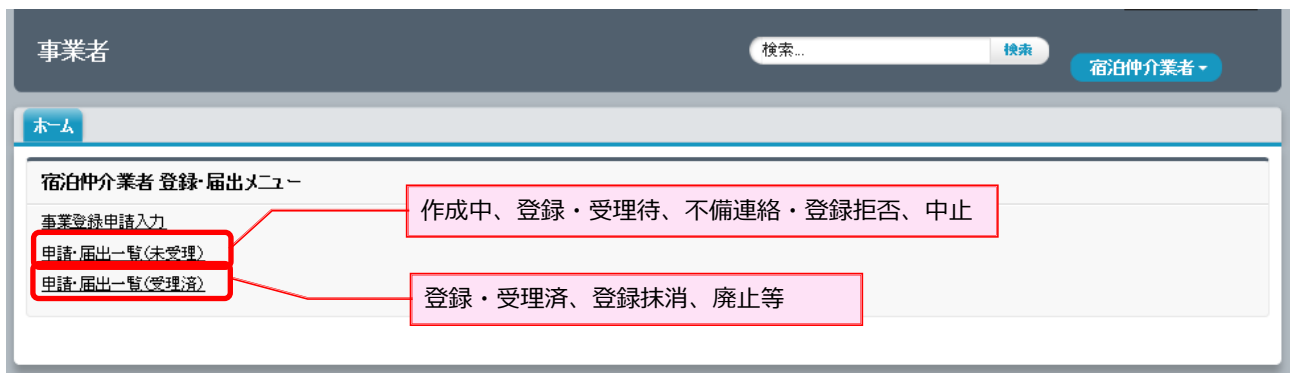 事業者
検索...
検索
宿泊仲介業者
ホーム
宿泊仲介業者 登録・届出メニュー
事業登録申請入力
作成中、登録・受理待、不備連絡・登録拒否、中止
申請・届出一覧(未受理)
申請・届出一覧(受理済)
登録・受理済、登録抹消、廃止等